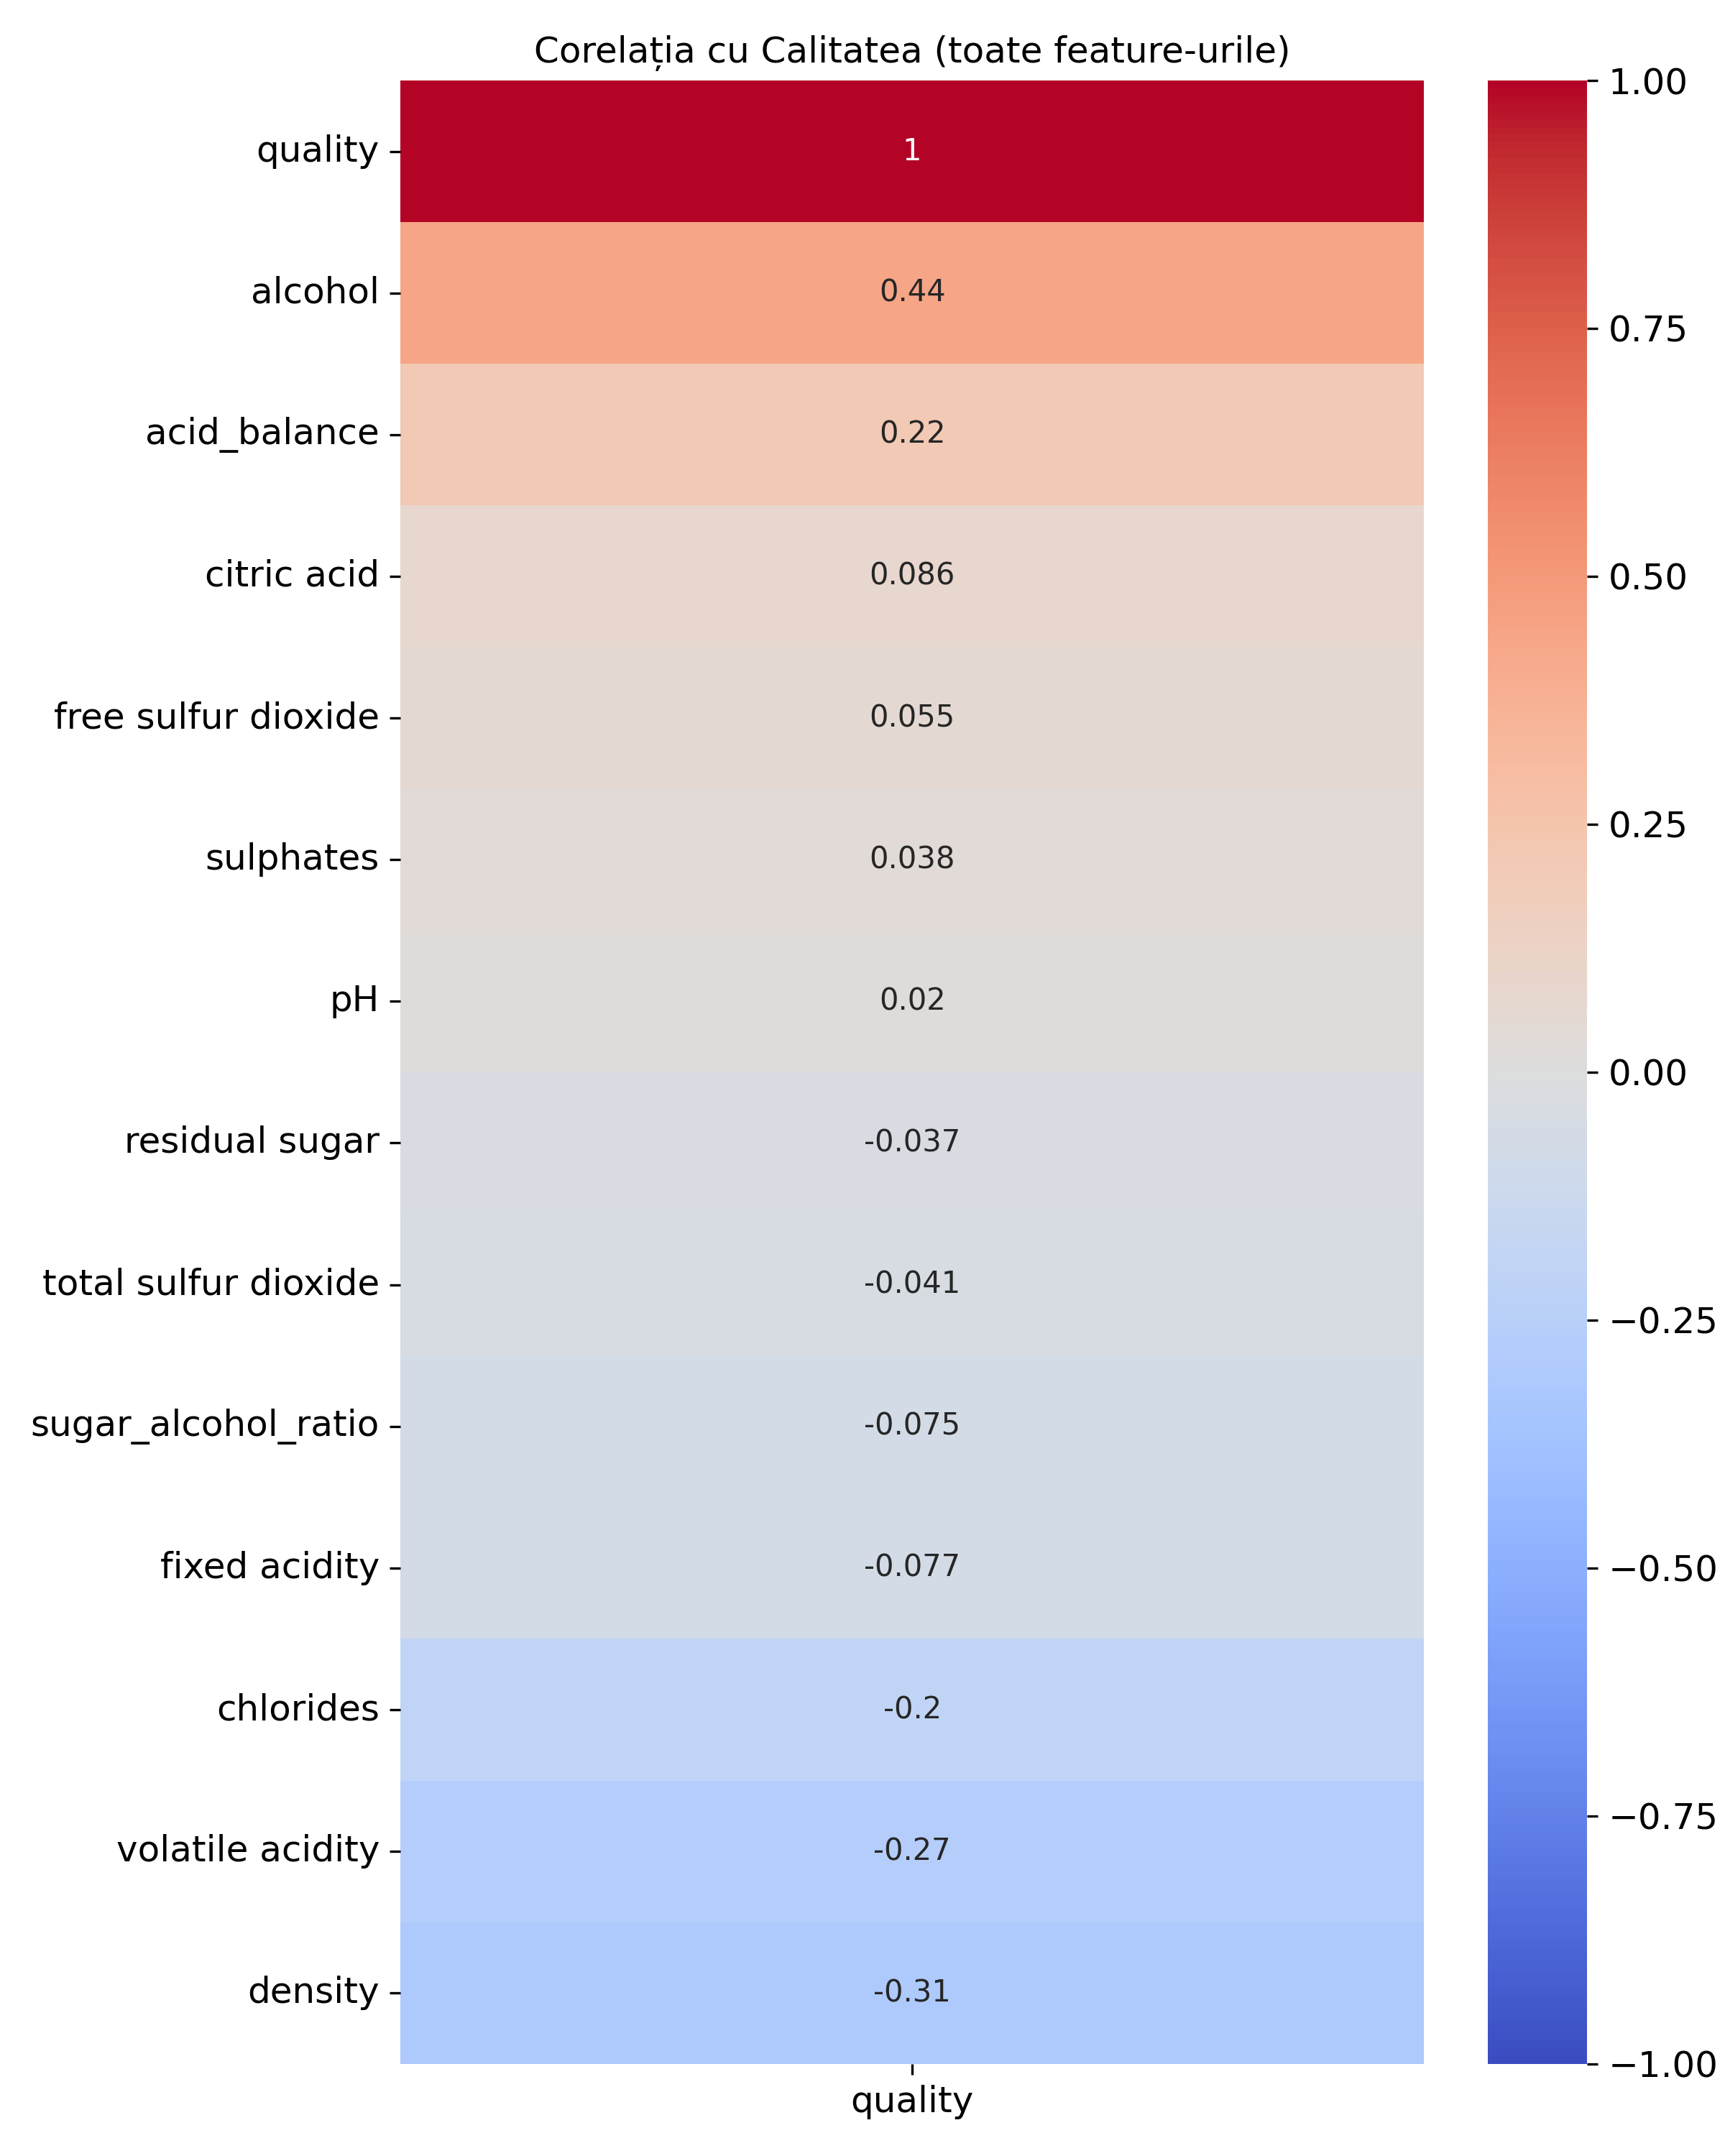 Corelația cu Calitatea (toate feature-urile)
quality 1
alcohol 0.44
acid_balance 0.22
citric acid 0.086
free sulfur dioxide 0.055
sulphates 0.038
pH 0.02
residual sugar -0.037
total sulfur dioxide -0.041
sugar_alcohol_ratio -0.075
fixed acidity -0.077
chlorides -0.2
volatile acidity -0.27
density -0.31
quality
1.00
0.75
0.50
0.25
0.00
−0.25
−0.50
−0.75
−1.00